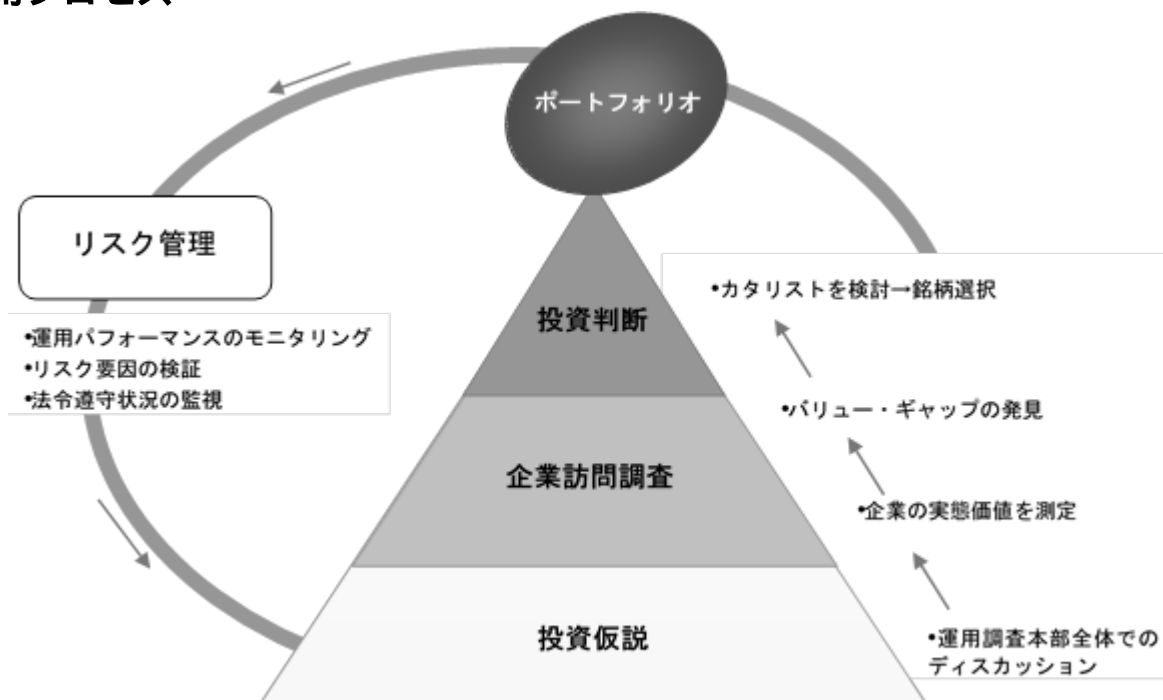 ポートフォリオ
リスク管理
•運用パフォーマンスのモニタリング
•リスク要因の検証
•法令遵守状況の監視
投資判断
企業訪問調査
投資仮説
•カタリストを検討→銘柄選択
•バリュー・ギャップの発見
•企業の実態価値を測定
•運用調査本部全体での
ディスカッション